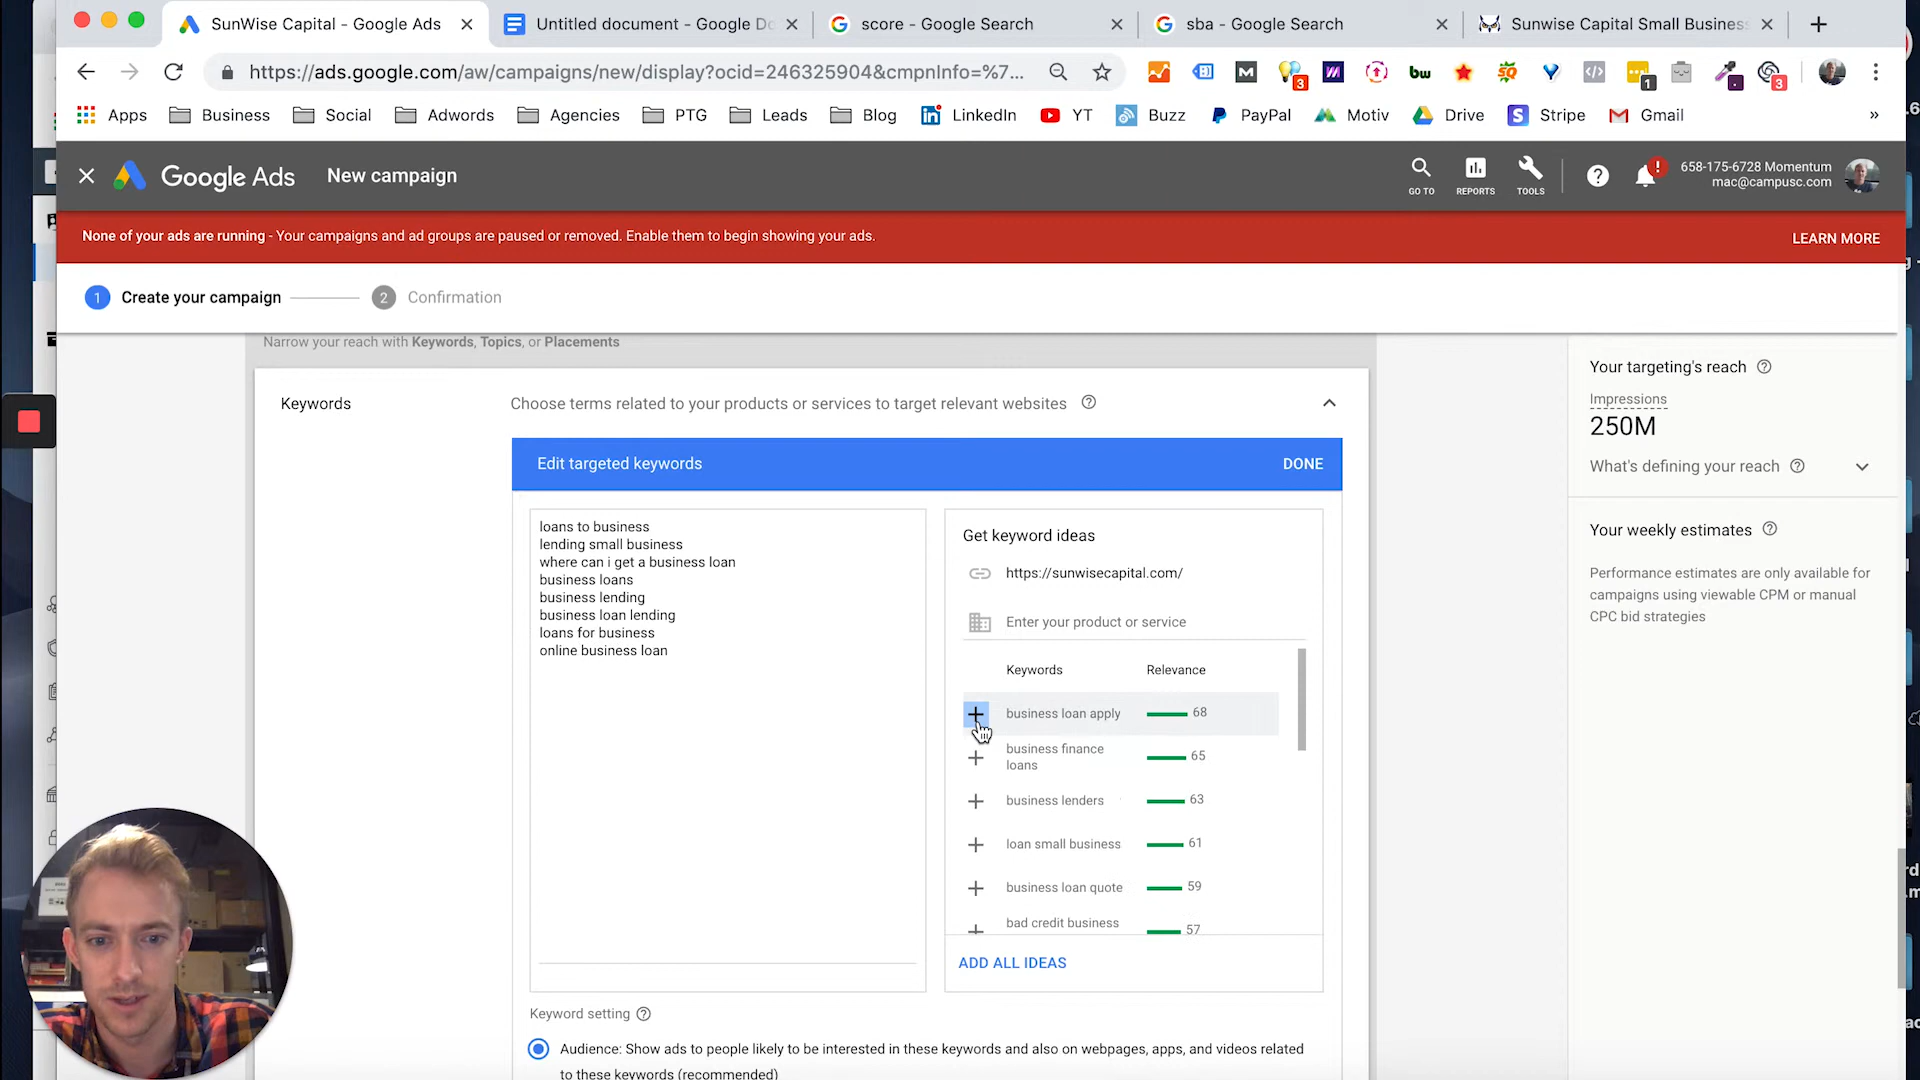 SunWise Capital - Google Ads
Untitled document - Google Do
score - Google Search
sba - Google Search
Sunwise Capital Small Business
https://ads.google.com/aw/campaigns/new/display?ocid=246325904&cmpnInfo=%7...
Apps
Business
Social
Adwords
Agencies
PTG
Leads
Blog
LinkedIn
YT
Buzz
PayPal
Motiv
Drive
Stripe
Gmail
»
Google Ads
New campaign
GO TO
REPORTS
TOOLS
658-175-6728 Momentum
mac@campusc.com
None of your ads are running - Your campaigns and ad groups are paused or removed. Enable them to begin showing your ads.
LEARN MORE
1 Create your campaign
2 Confirmation
Narrow your reach with Keywords, Topics, or Placements
Keywords
Choose terms related to your products or services to target relevant websites
Edit targeted keywords
DONE
loans to business
lending small business
where can i get a business loan
business loans
business lending
business loan lending
loans for business
online business loan
Get keyword ideas
https://sunwisecapital.com/
Enter your product or service
Keywords Relevance
business loan apply 68
business finance
loans 65
business lenders 63
loan small business 61
business loan quote 59
bad credit business 57
ADD ALL IDEAS
Keyword setting
Audience: Show ads to people likely to be interested in these keywords and also on webpages, apps, and videos related
to these keywords (recommended)
Your targeting's reach
Impressions
250M
What's defining your reach
Your weekly estimates
Performance estimates are only available for
campaigns using viewable CPM or manual
CPC bid strategies